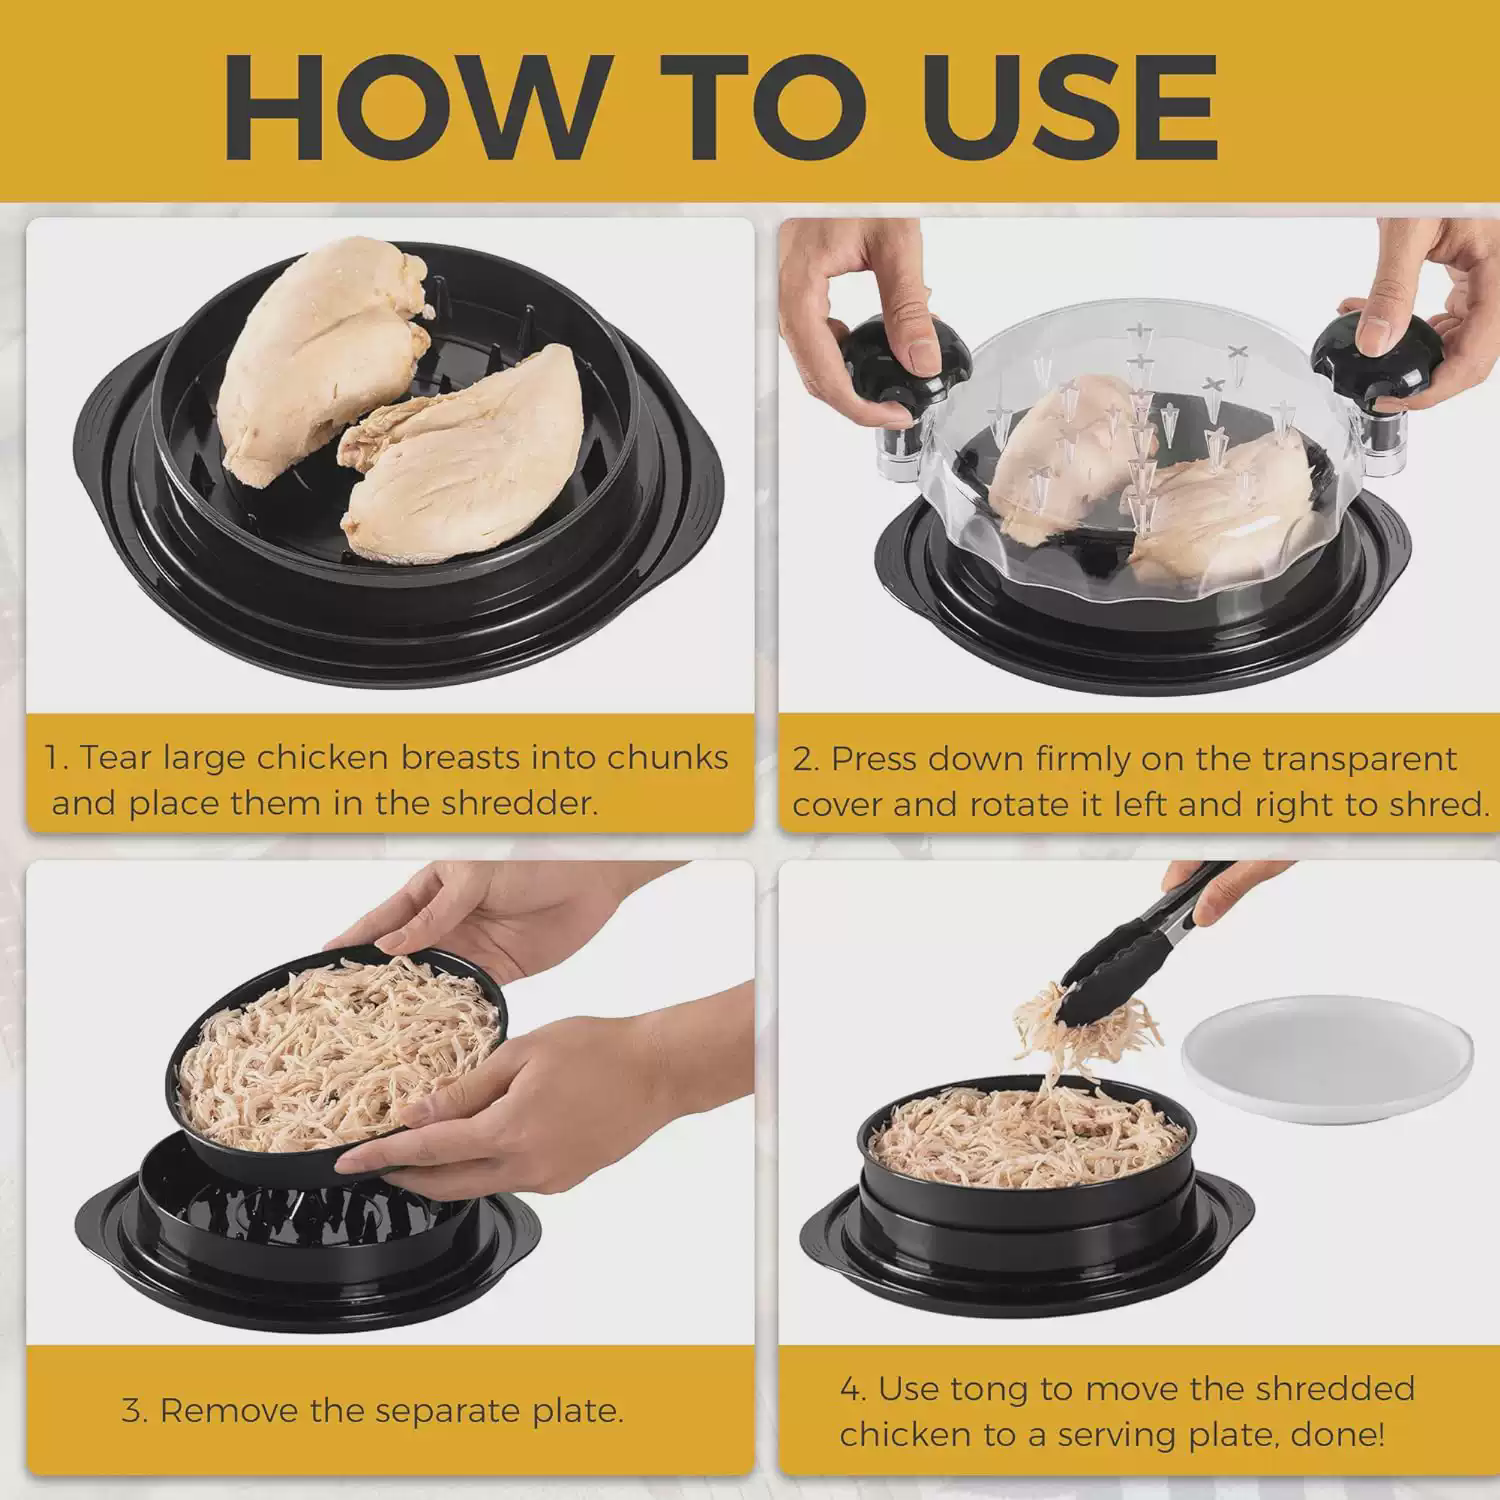 HOW TO USE
1. Tear large chicken breasts into chunks
and place them in the shredder.
2. Press down firmly on the transparent
cover and rotate it left and right to shred.
3. Remove the separate plate.
4. Use tong to move the shredded
chicken to a serving plate, done!